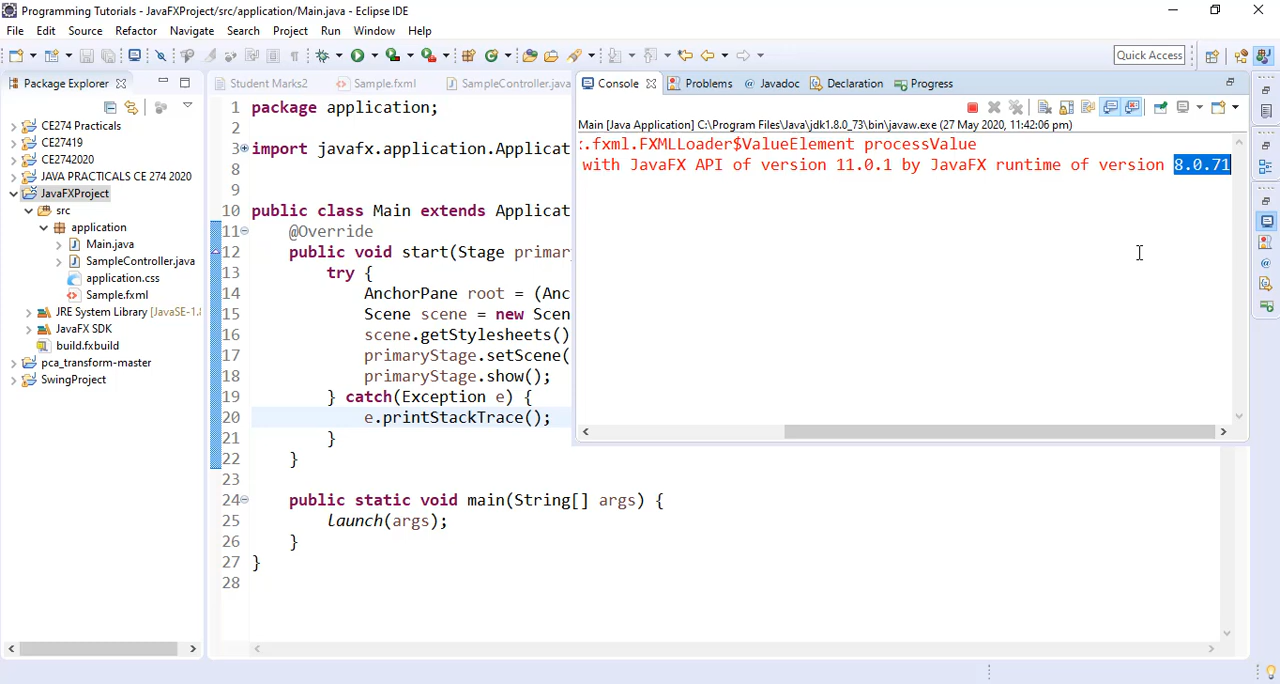 Programming Tutorials - JavaFXProject/src/application/Main.java - Eclipse IDE
File Edit Source Refactor Navigate Search Project Run Window Help
Quick Access
Package Explorer
CE274 Practicals
CE27419
CE2742020
JAVA PRACTICALS CE 274 2020
JavaFXProject
src
application
Main.java
SampleController.java
application.css
Sample.fxml
JRE System Library [JavaSE-1.8
JavaFX SDK
build.fxbuild
pca_transform-master
SwingProject
Student Marks2 Sample.fxml SampleController.java
1 package application;
2
3 import javafx.application.Applicat
8
9
10 public class Main extends Applicat
11 @Override
12 public void start(Stage primar
13 try {
14 AnchorPane root = (Anc
15 Scene scene = new Scen
16 scene.getStylesheets()
17 primaryStage.setScene(
18 primaryStage.show();
19 } catch(Exception e) {
20 e.printStackTrace();
21 }
22 }
23
24 public static void main(String[] args) {
25 launch(args);
26 }
27 }
28
Console Problems @ Javadoc Declaration Progress
Main [Java Application] C:\Program Files\Java\jdk1.8.0_73\bin\javaw.exe (27 May 2020, 11:42:06 pm)
.fxml.FXMLLoader$ValueElement processValue
with JavaFX API of version 11.0.1 by JavaFX runtime of version 8.0.71